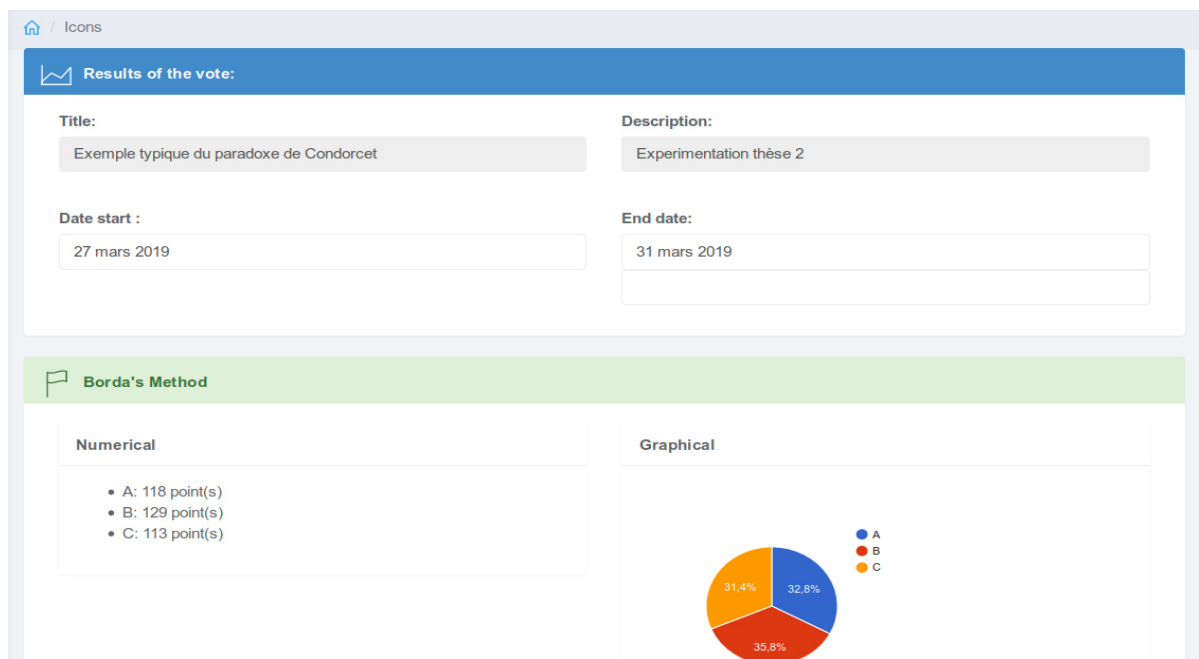 / Icons
Results of the vote:
Title:
Description:
Exemple typique du paradoxe de Condorcet
Experimentation thèse 2
Date start :
End date:
27 mars 2019
31 mars 2019
Borda's Method
Numerical
• A: 118 point(s)
• B: 129 point(s)
• C: 113 point(s)
Graphical
A
B
C
31,4%
32,8%
35,8%